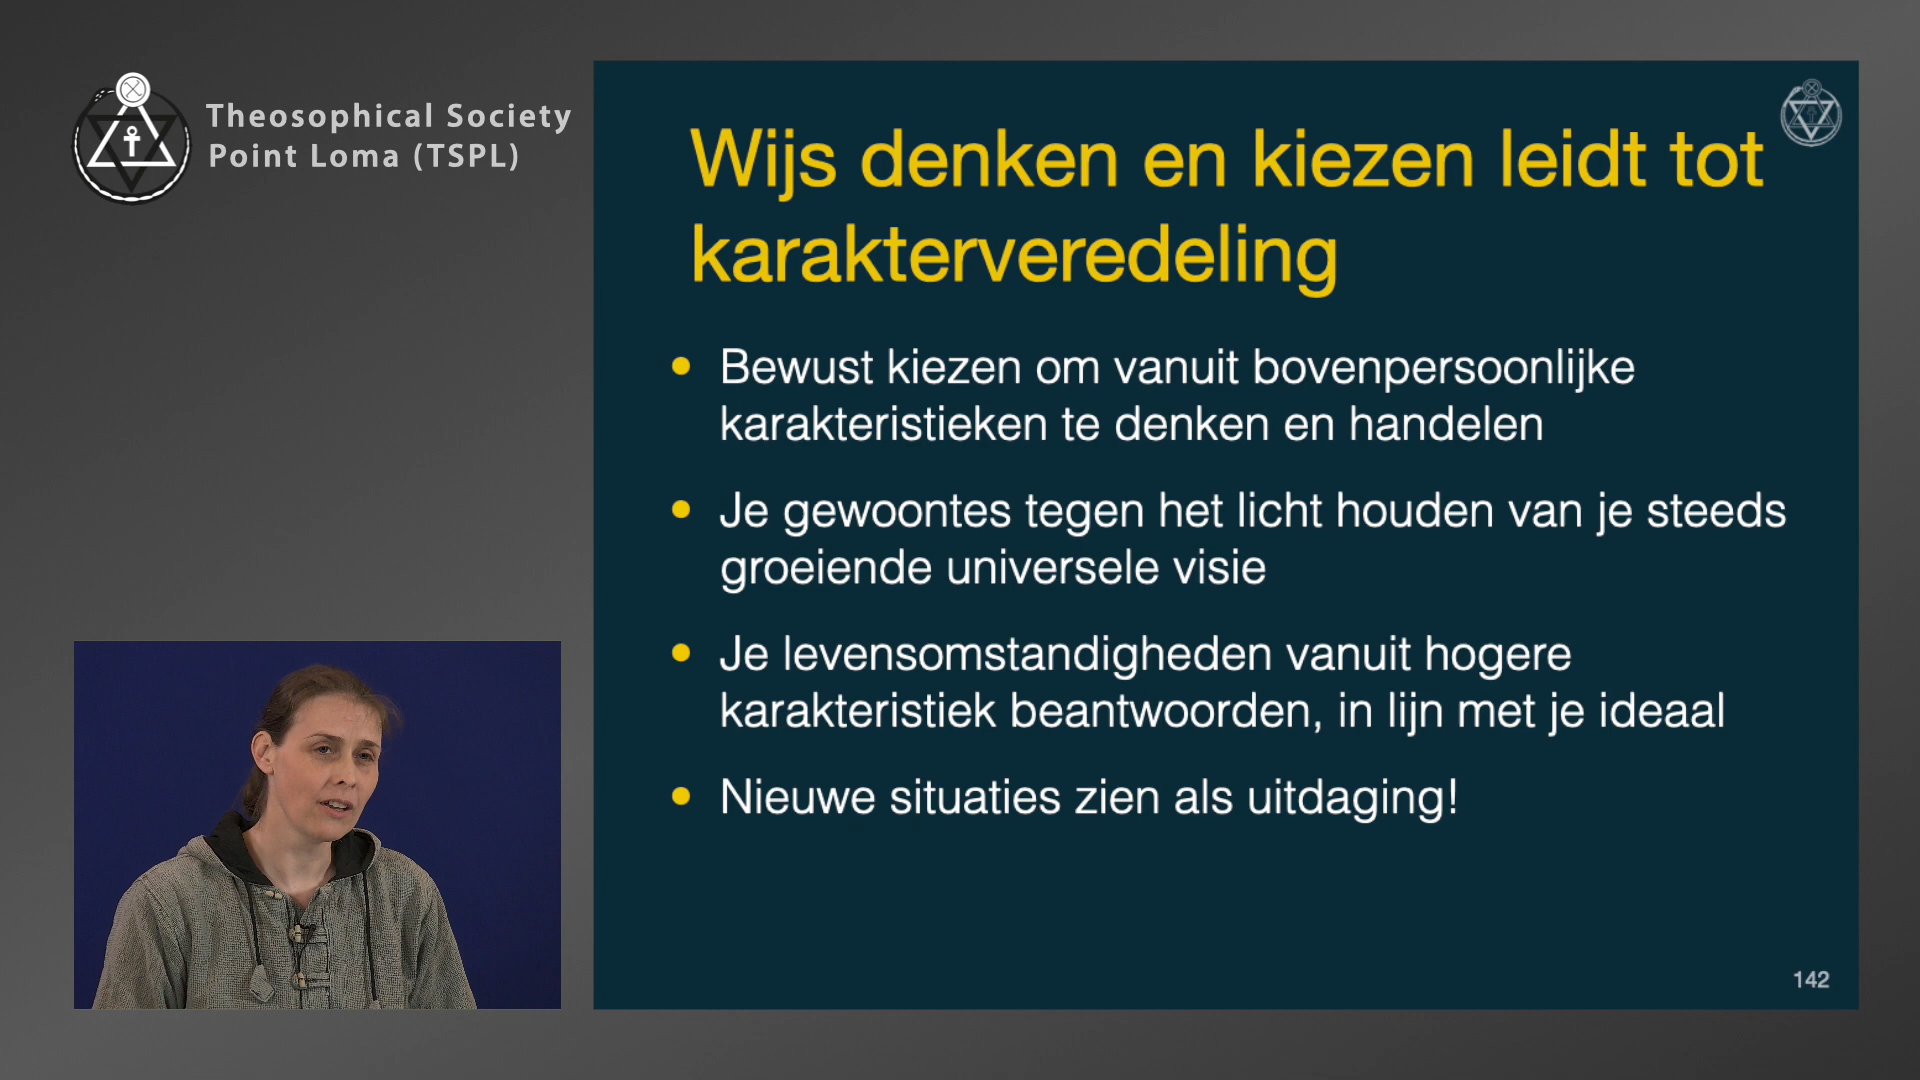 Theosophical Society
Point Loma (TSPL)
Wijs denken en kiezen leidt tot
karakterveredeling
• Bewust kiezen om vanuit bovenpersoonlijke
karakteristieken te denken en handelen
• Je gewoontes tegen het licht houden van je steeds
groeiende universele visie
• Je levensomstandigheden vanuit hogere
karakteristiek beantwoorden, in lijn met je ideaal
• Nieuwe situaties zien als uitdaging!
142